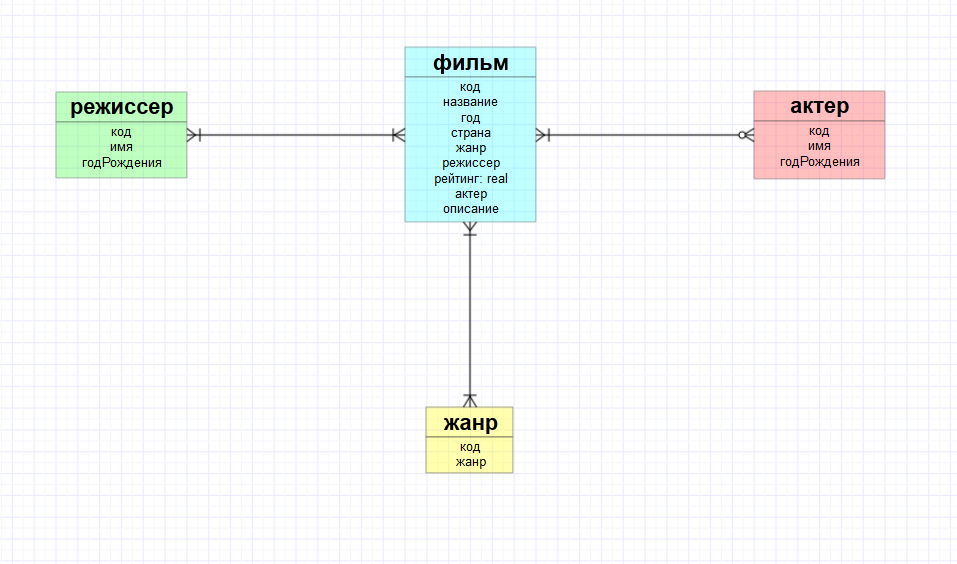 режиссер
код
имя
годРождения
фильм
код
название
год
страна
жанр
режиссер
рейтинг: real
актер
описание
актер
код
имя
годРождения
жанр
код
жанр